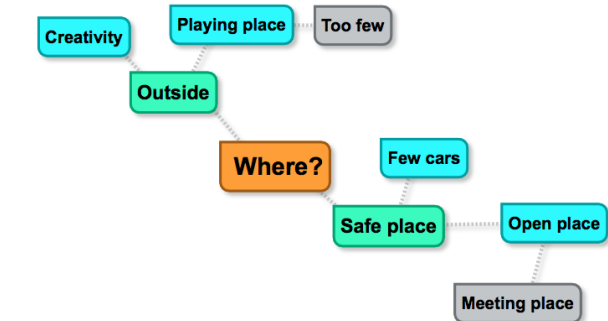 Creativity
Playing place
Too few
Outside
Where?
Few cars
Safe place
Open place
Meeting place